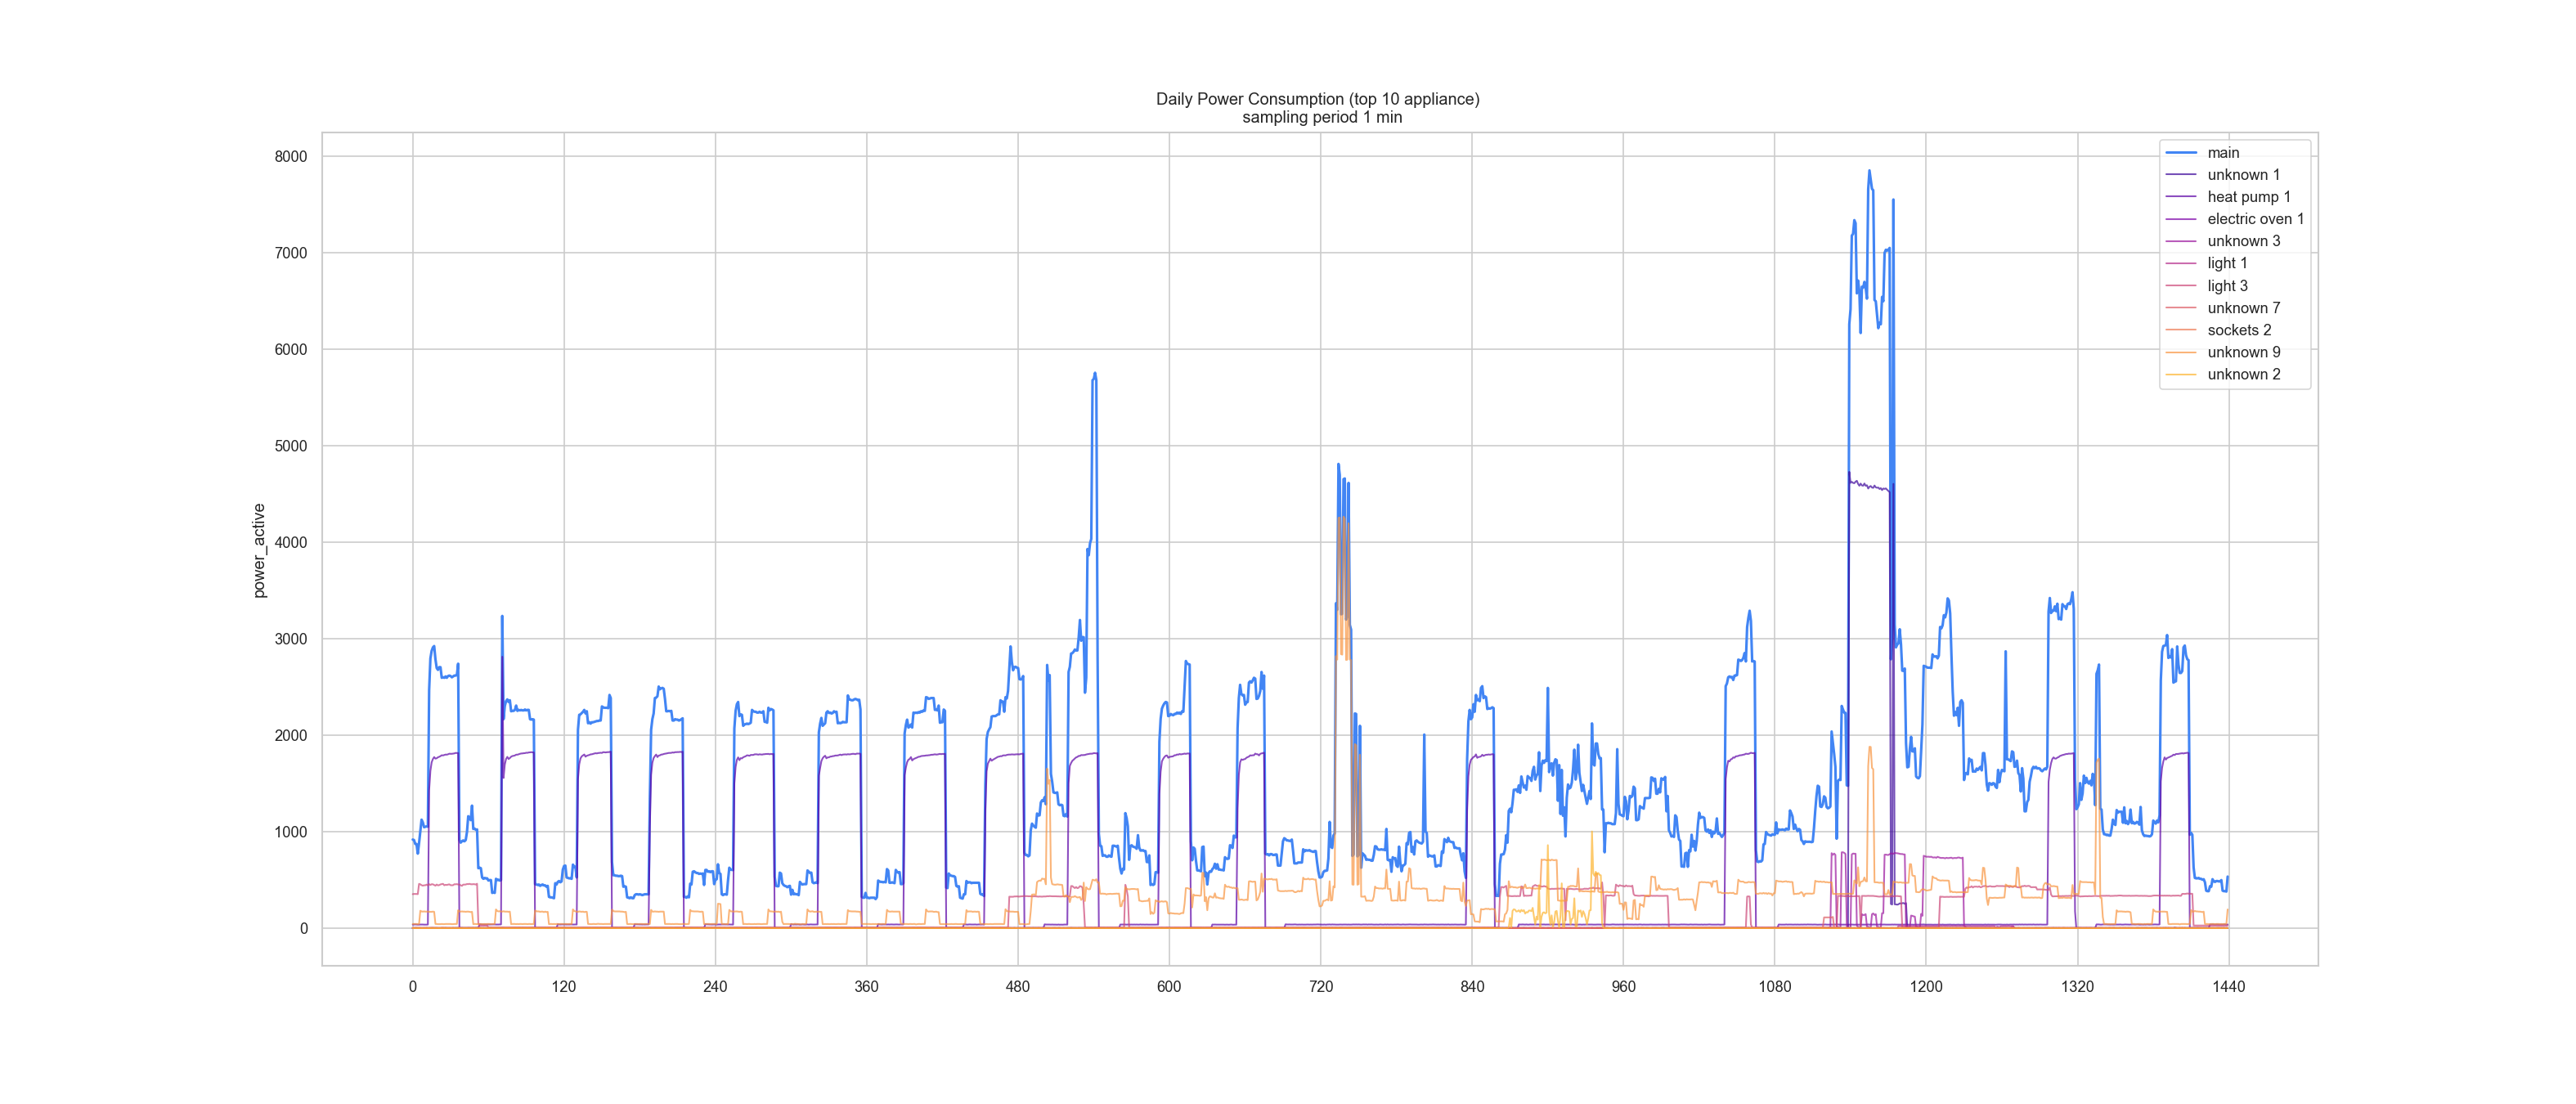 Daily Power Consumption (top 10 appliance)
sampling period 1 min
power_active
8000
7000
6000
5000
4000
3000
2000
1000
0
0 120 240 360 480 600 720 840 960 1080 1200 1320 1440
main
unknown 1
heat pump 1
electric oven 1
unknown 3
light 1
light 3
unknown 7
sockets 2
unknown 9
unknown 2